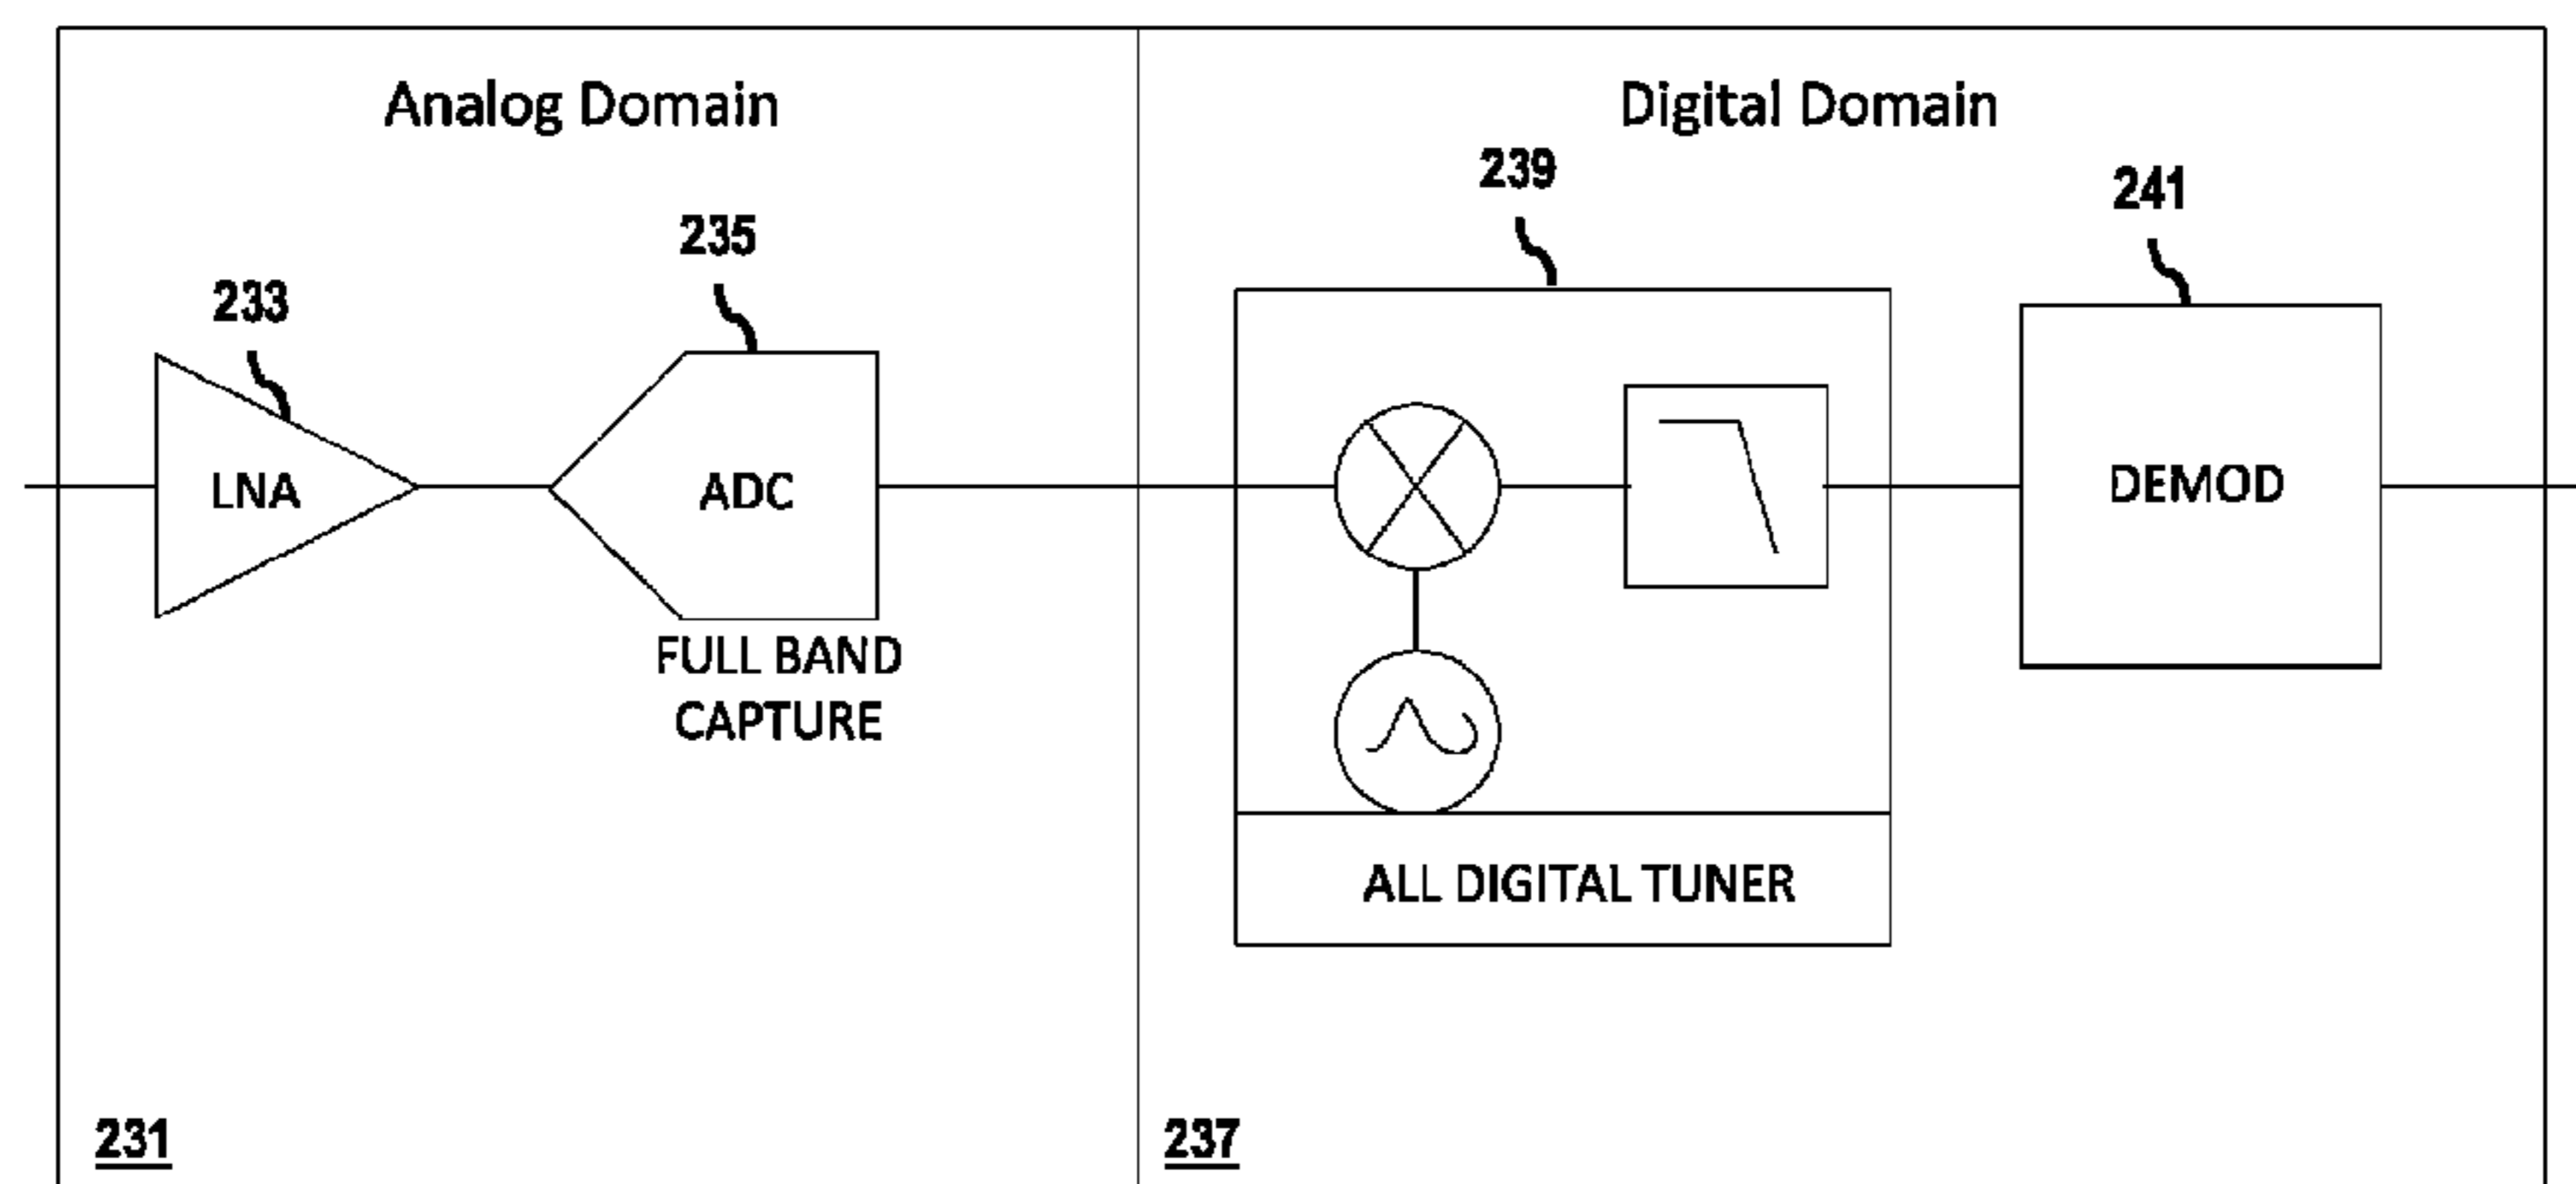 Analog Domain
Digital Domain
239
241
235
233
LNA
ADC
DEMOD
FULL BAND
CAPTURE
ALL DIGITAL TUNER
231
237